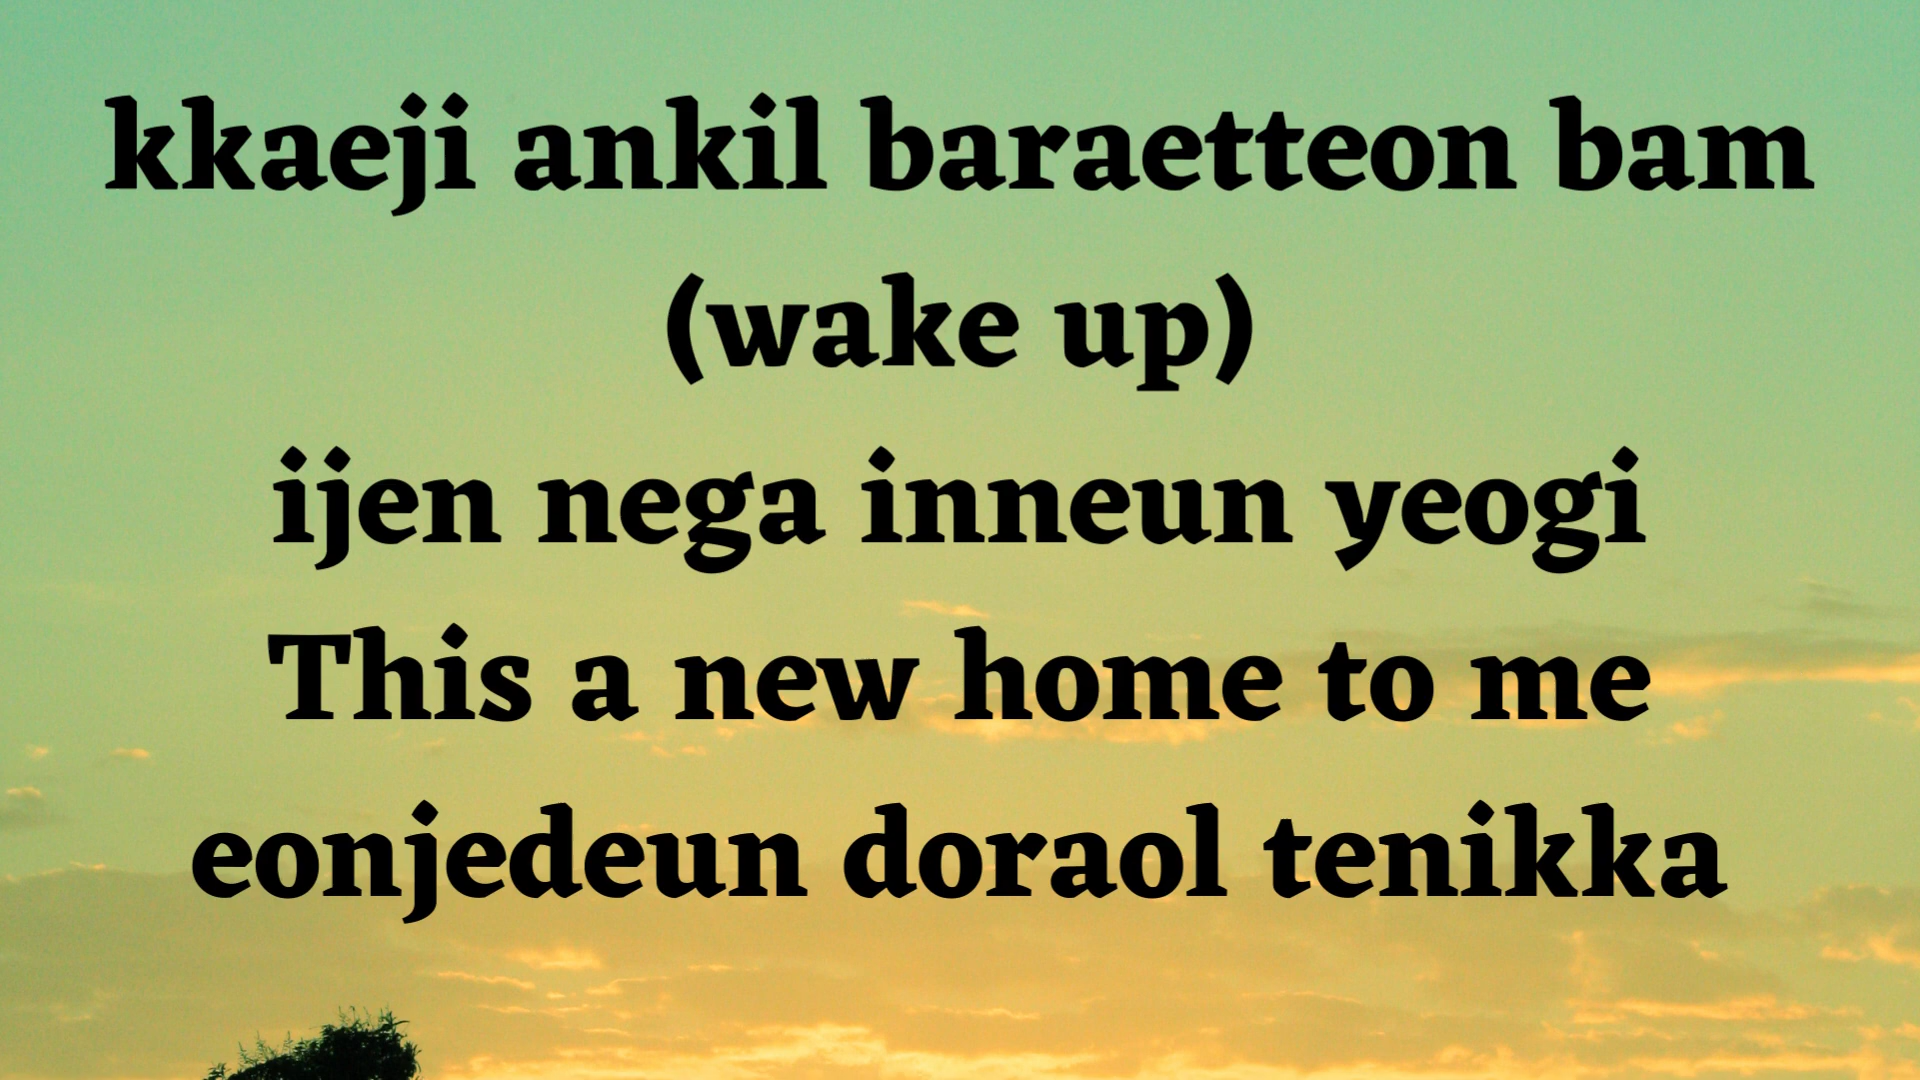 kkaeji ankil baraetteon bam
(wake up)
ijen nega inneun yeogi
This a new home to me
eonjedeun doraol tenikka